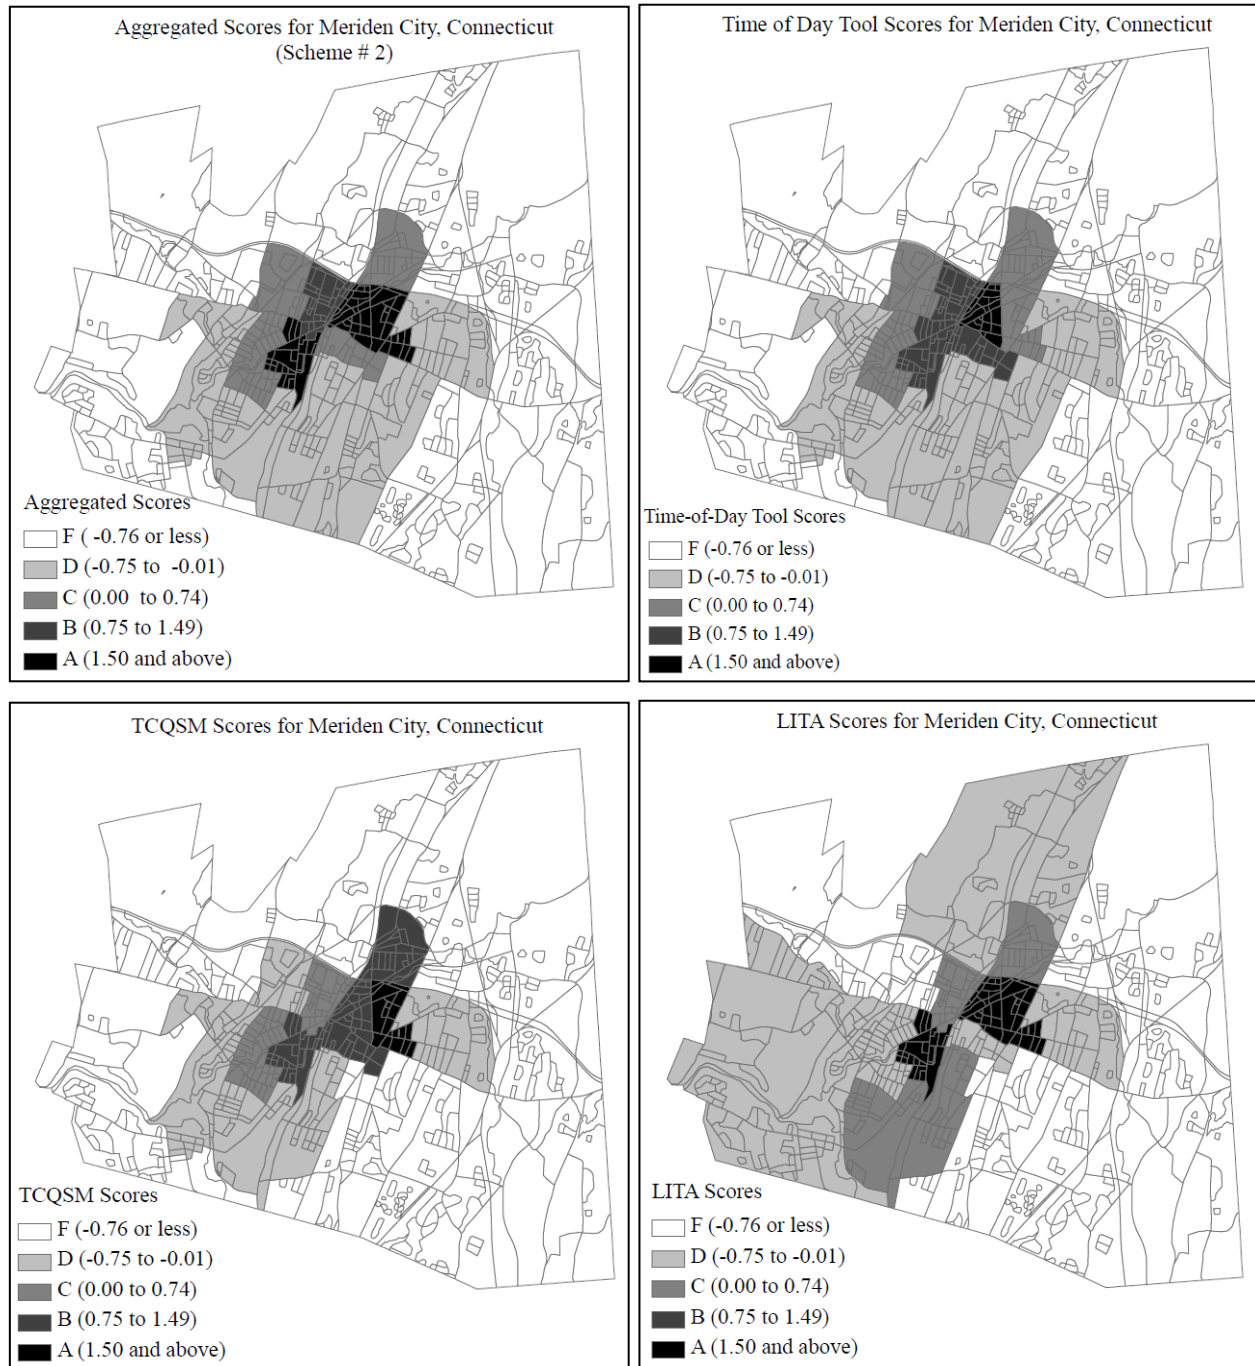 Aggregated Scores for Meriden City, Connecticut
(Scheme # 2)
Aggregated Scores
F ( -0.76 or less)
D (-0.75 to -0.01)
C (0.00 to 0.74)
B (0.75 to 1.49)
A (1.50 and above)
Time of Day Tool Scores for Meriden City, Connecticut
Time-of-Day Tool Scores
F (-0.76 or less)
D (-0.75 to -0.01)
C (0.00 to 0.74)
B (0.75 to 1.49)
A (1.50 and above)
TCQSM Scores for Meriden City, Connecticut
TCQSM Scores
F (-0.76 or less)
D (-0.75 to -0.01)
C (0.00 to 0.74)
B (0.75 to 1.49)
A (1.50 and above)
LITA Scores for Meriden City, Connecticut
LITA Scores
F (-0.76 or less)
D (-0.75 to -0.01)
C (0.00 to 0.74)
B (0.75 to 1.49)
A (1.50 and above)